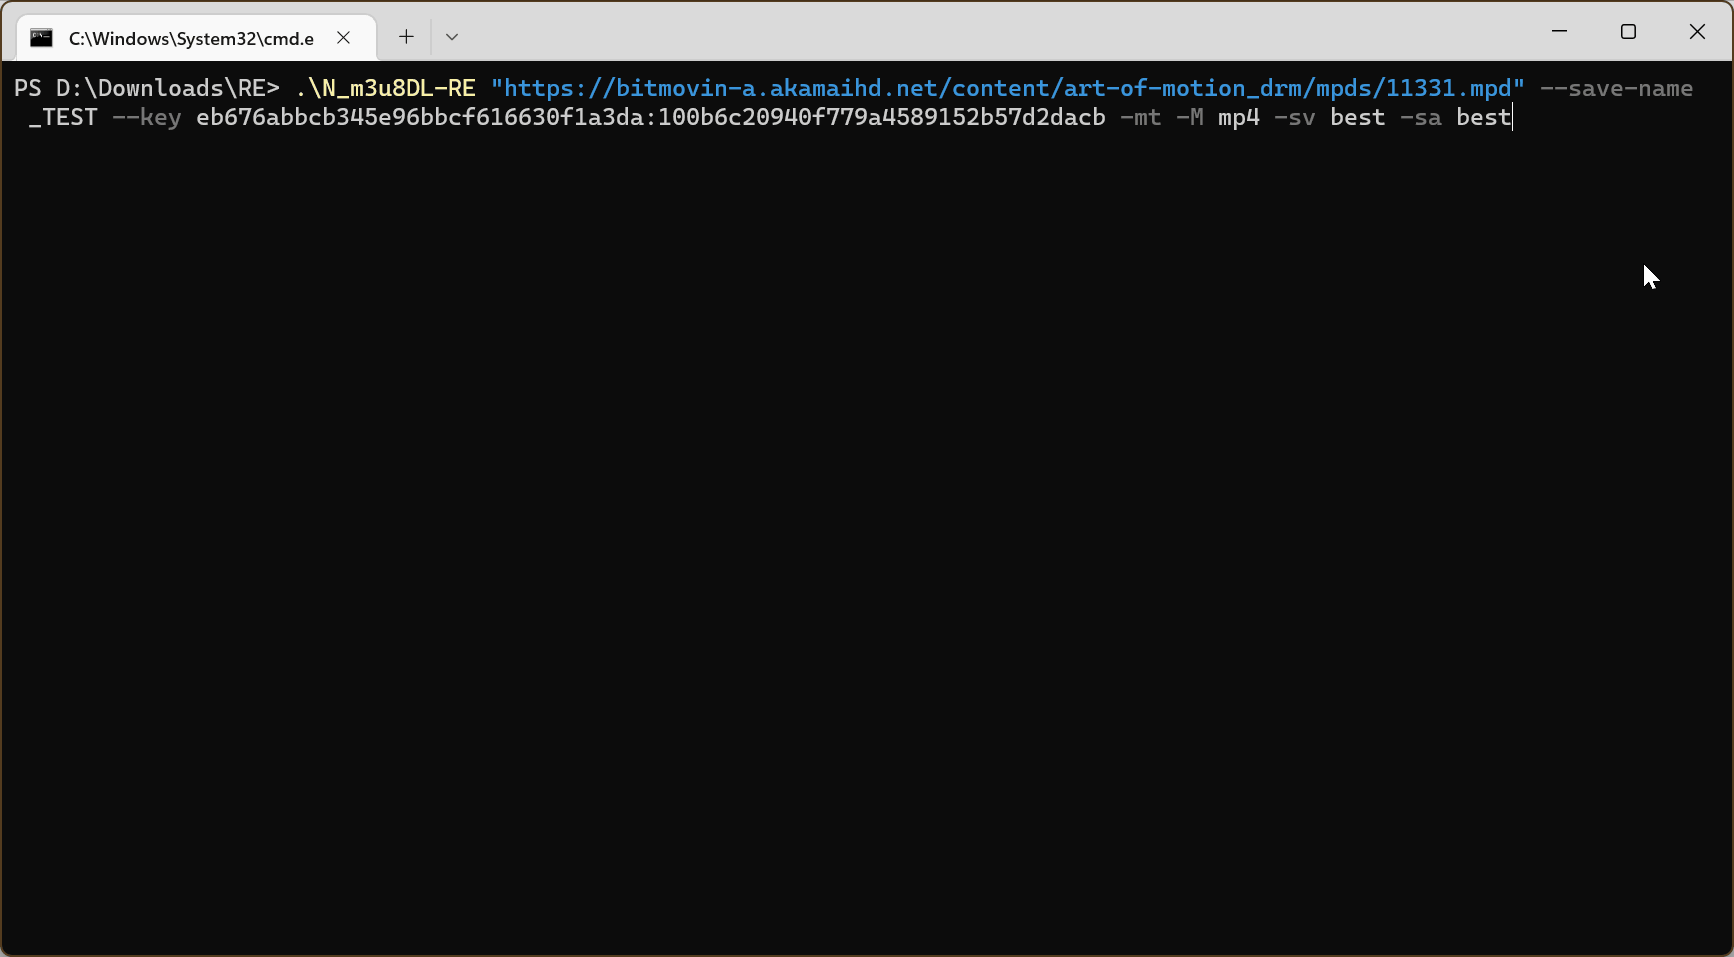 C:\Windows\System32\cmd.e
PS D:\Downloads\RE> .\N_m3u8DL-RE "https://bitmovin-a.akamaihd.net/content/art-of-motion_drm/mpds/11331.mpd" --save-name
_TEST --key eb676abbcb345e96bbcf616630f1a3da:100b6c20940f779a4589152b57d2dacb -mt -M mp4 -sv best -sa best